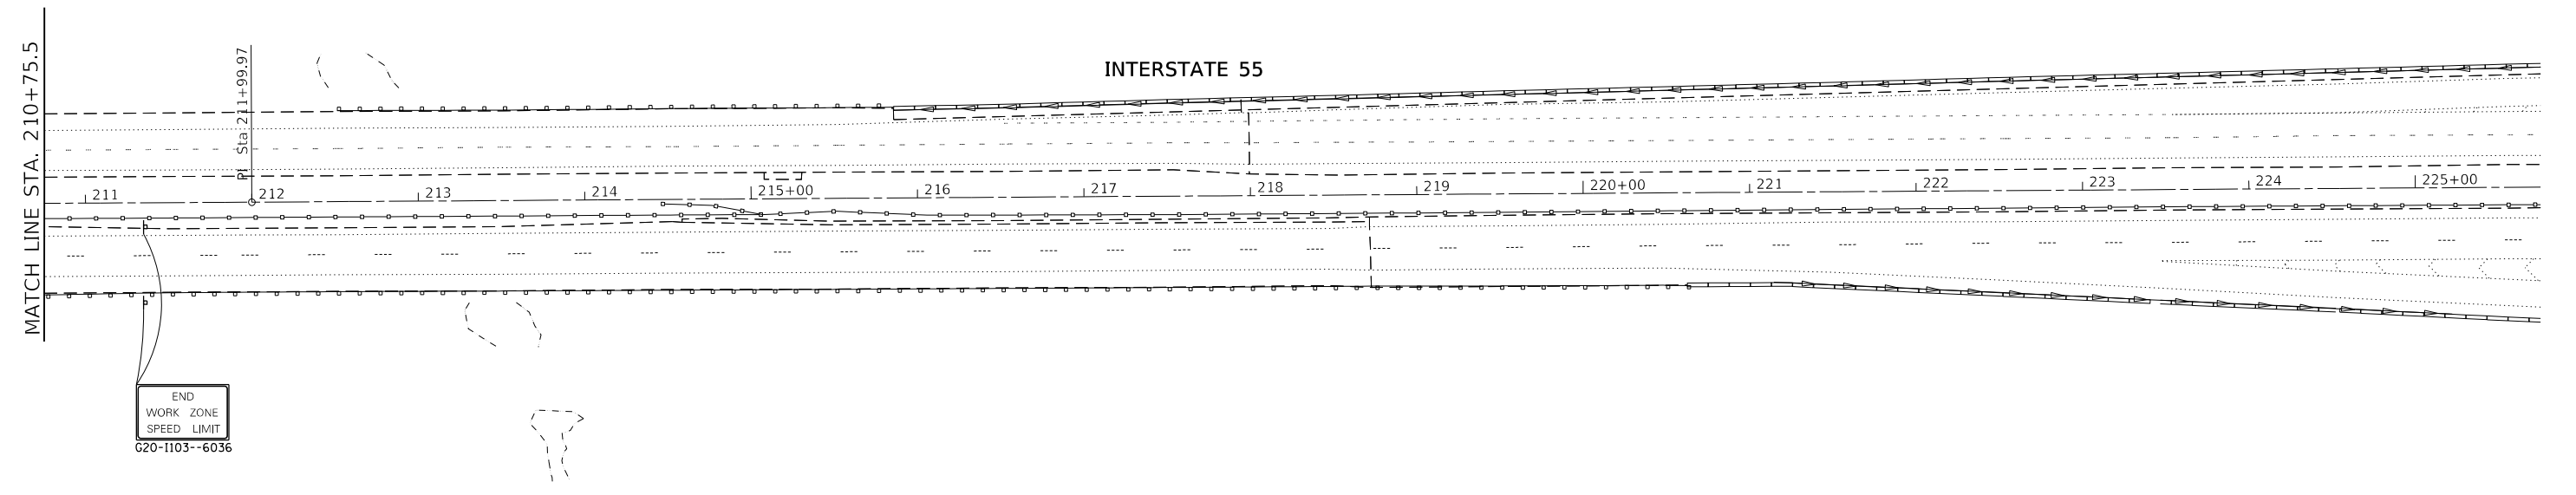 INTERSTATE 55
MATCH LINE STA. 210+75.5
PI Sta 211+99.97
211
212
213
214
215+00
216
217
218
219
220+00
221
222
223
224
225+00
END
WORK ZONE
SPEED LIMIT
G20-I103--6036